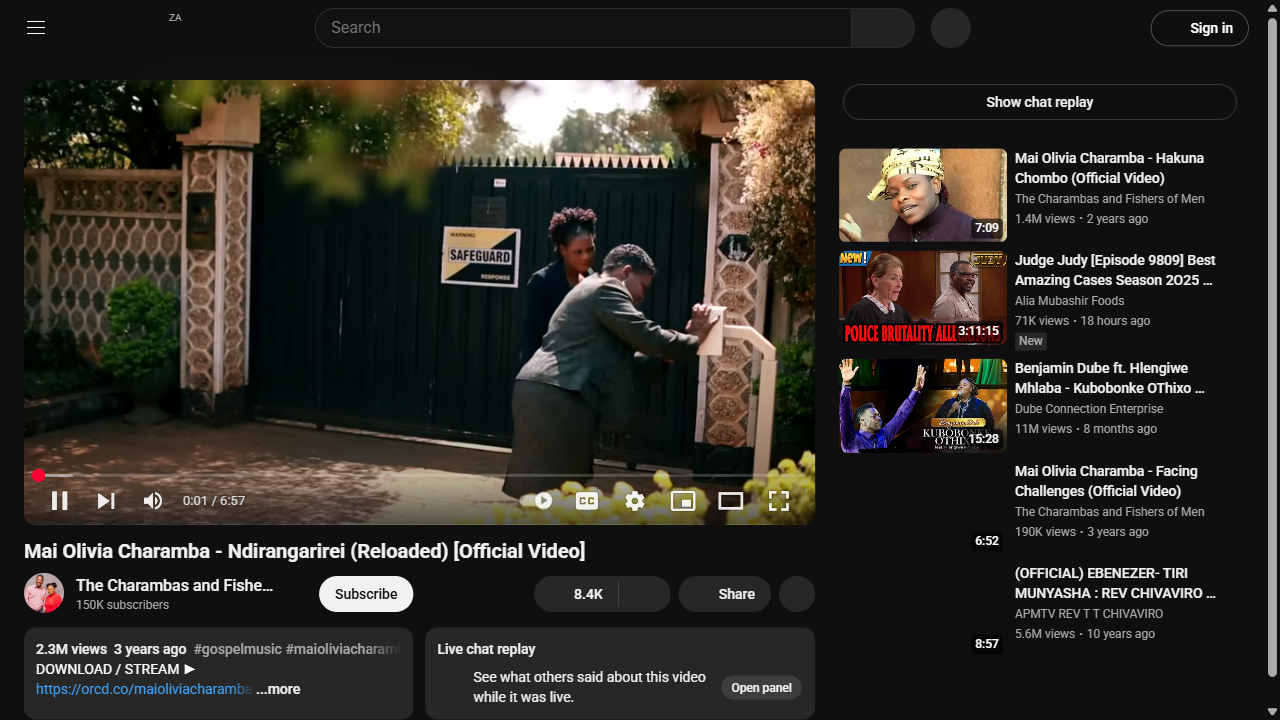 ZA
Search
Sign in
WARNING
SAFEGUARD
RESPONSE
0:01 / 6:57
CC
Mai Olivia Charamba - Ndirangarirei (Reloaded) [Official Video]
The Charambas and Fishe...
150K subscribers
Subscribe
8.4K
Share
2.3M views 3 years ago #gospelmusic #maioliviacharam
DOWNLOAD / STREAM ►
https://orcd.co/maioliviacharamba ...more
Live chat replay
See what others said about this video
while it was live.
Open panel
Show chat replay
7:09
Mai Olivia Charamba - Hakuna
Chombo (Official Video)
The Charambas and Fishers of Men
1.4M views • 2 years ago
NEW!
JUDY
POLICE BRUTALITY ALLEGATIONS
3:11:15
Judge Judy [Episode 9809] Best
Amazing Cases Season 2025 ...
Alia Mubashir Foods
71K views • 18 hours ago
New
KUBOBONKE
OTHIXO
15:28
Benjamin Dube ft. Hlengiwe
Mhlaba - Kubobonke OThixo ...
Dube Connection Enterprise
11M views • 8 months ago
6:52
Mai Olivia Charamba - Facing
Challenges (Official Video)
The Charambas and Fishers of Men
190K views • 3 years ago
8:57
(OFFICIAL) EBENEZER- TIRI
MUNYASHA : REV CHIVAVIRO ...
APMTV REV T T CHIVAVIRO
5.6M views • 10 years ago